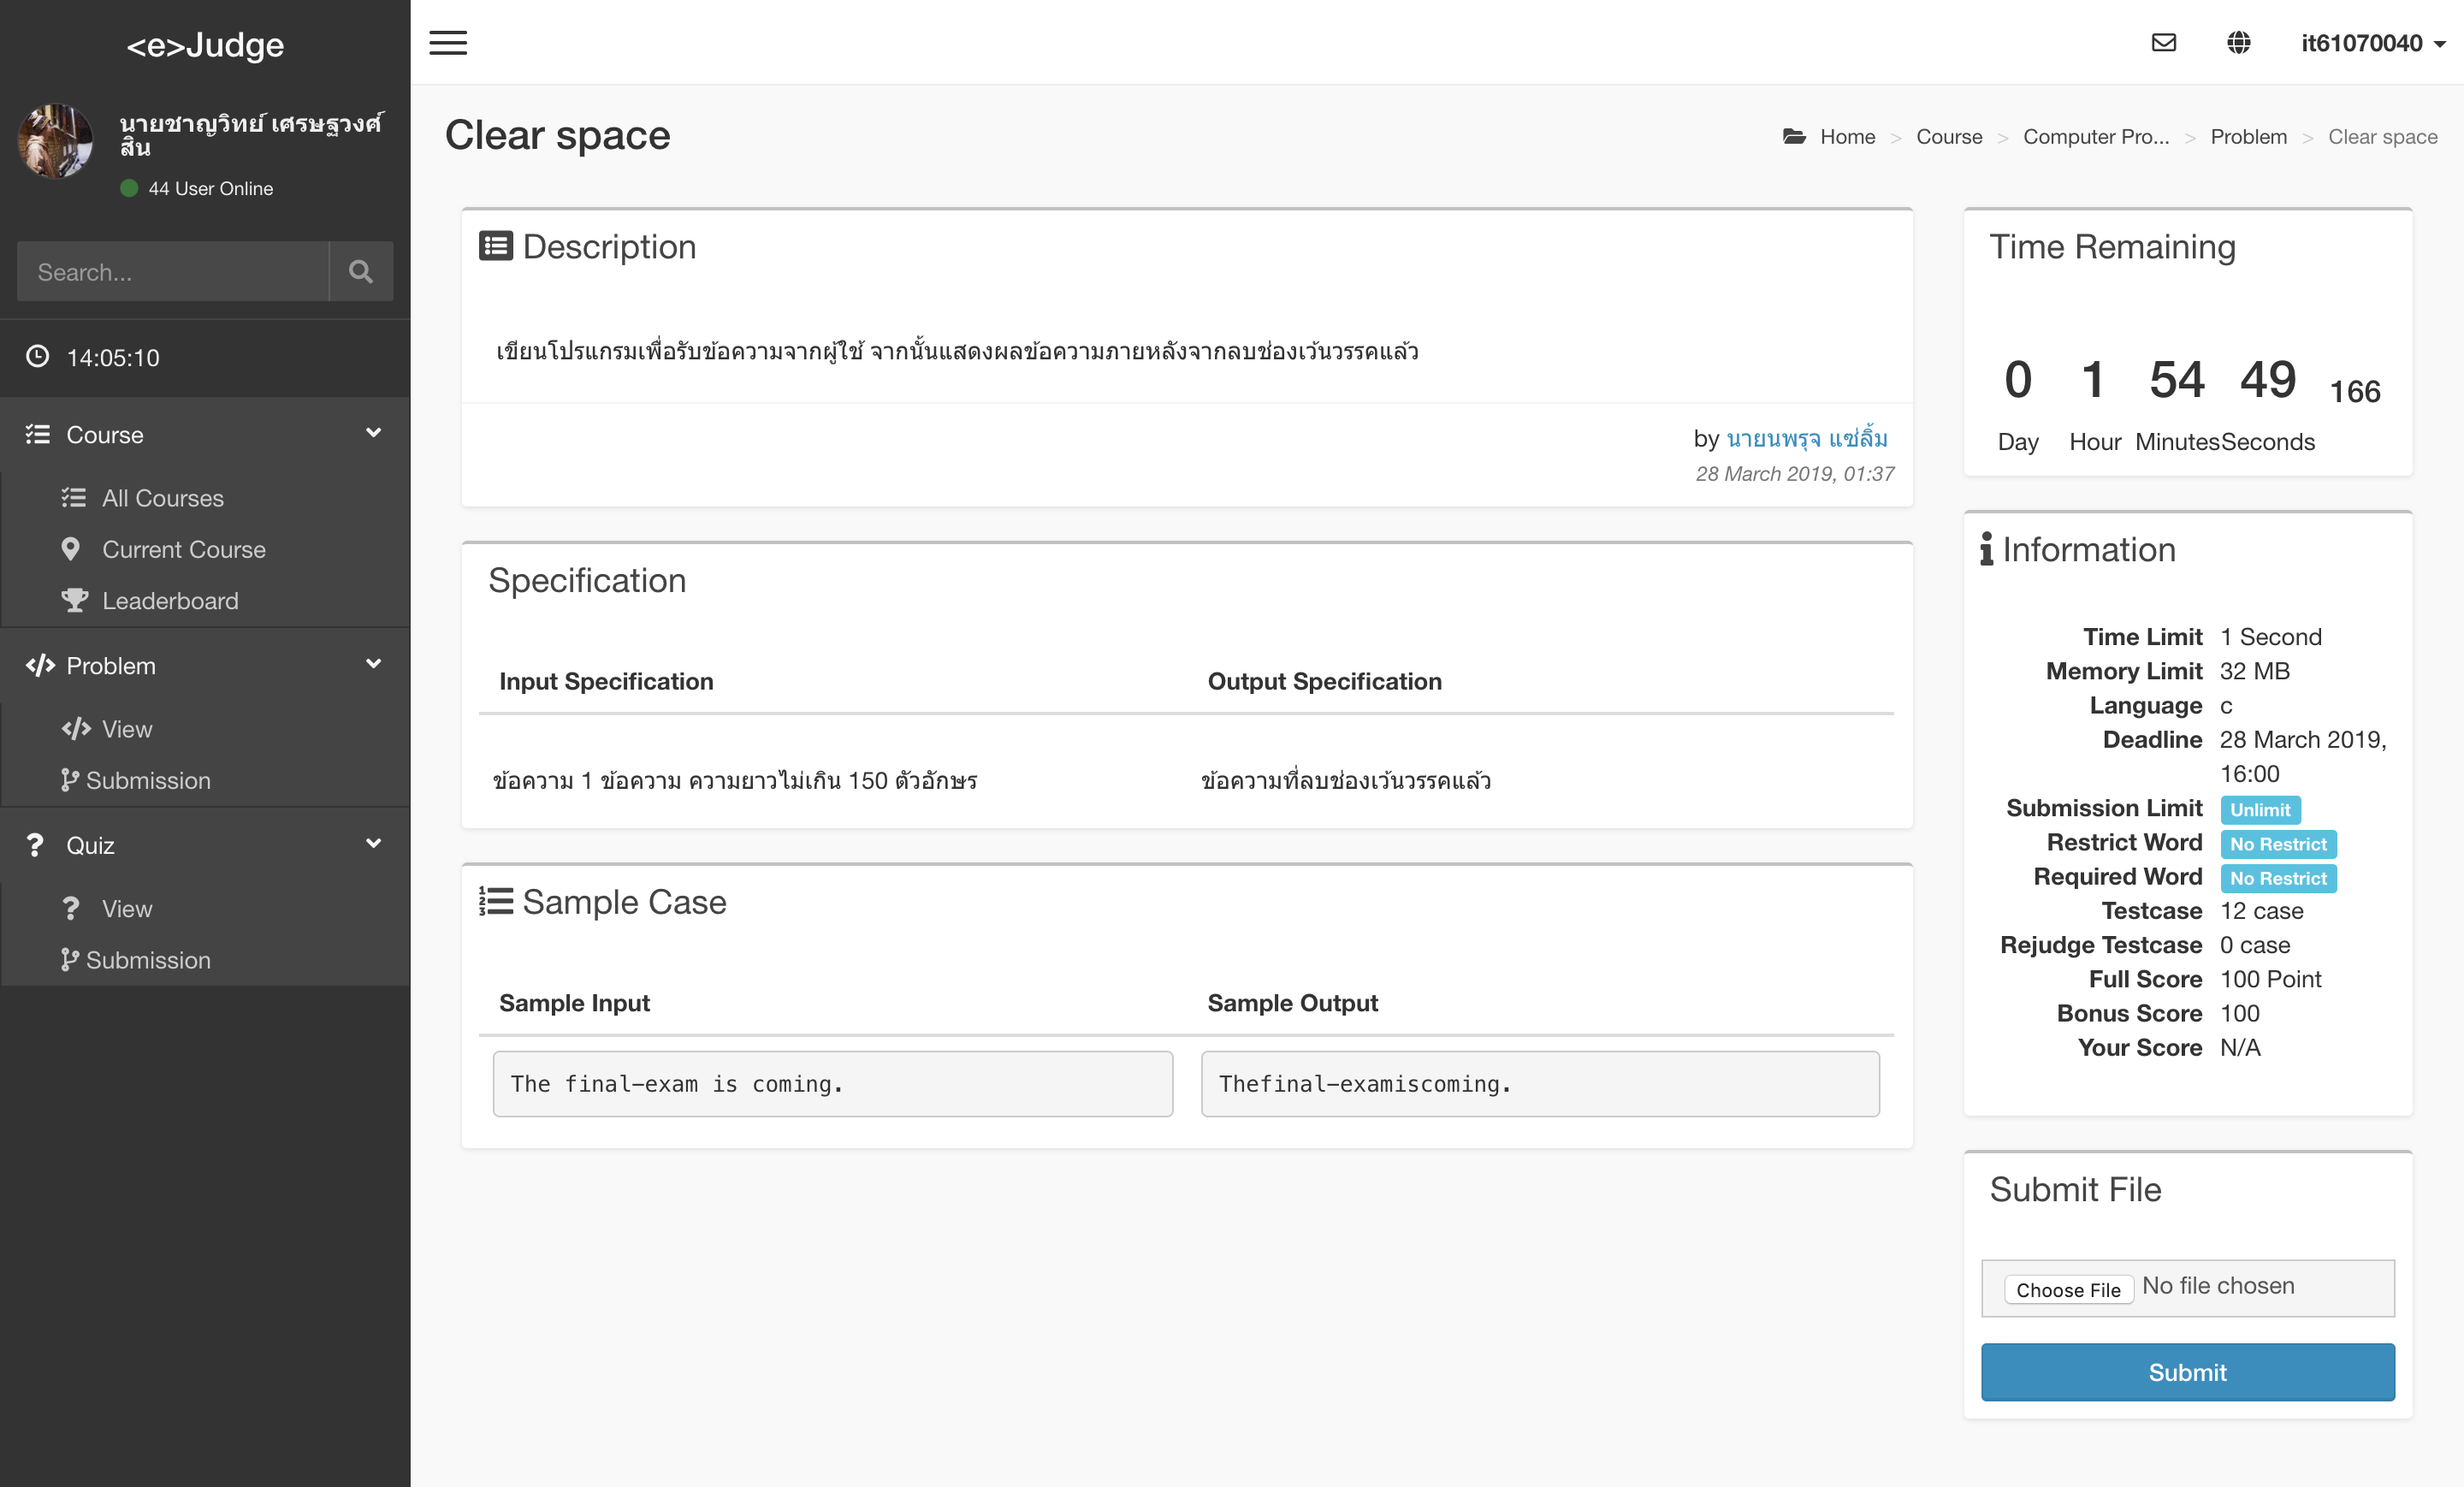 <e>Judge
นายชาญวิทย์ เศรษฐวงศ์
สิน
44 User Online
Search...
14:05:10
Course
All Courses
Current Course
Leaderboard
Problem
View
Submission
Quiz
View
Submission
it61070040
Clear space
Home > Course > Computer Pro... > Problem > Clear space
Description
เขียนโปรแกรมเพื่อรับข้อความจากผู้ใช้ จากนั้นแสดงผลข้อความภายหลังจากลบช่องเว้นวรรคแล้ว
by นายนพรุจ แซ่ลิ้ม
28 March 2019, 01:37
Specification
Input Specification Output Specification
ข้อความ 1 ข้อความ ความยาวไม่เกิน 150 ตัวอักษร ข้อความที่ลบช่องเว้นวรรคแล้ว
Sample Case
Sample Input Sample Output
The final-exam is coming. Thefinal-examiscoming.
Time Remaining
0 1 54 49 166
Day Hour Minutes Seconds
Information
Time Limit 1 Second
Memory Limit 32 MB
Language c
Deadline 28 March 2019,
16:00
Submission Limit Unlimit
Restrict Word No Restrict
Required Word No Restrict
Testcase 12 case
Rejudge Testcase 0 case
Full Score 100 Point
Bonus Score 100
Your Score N/A
Submit File
Choose File No file chosen
Submit